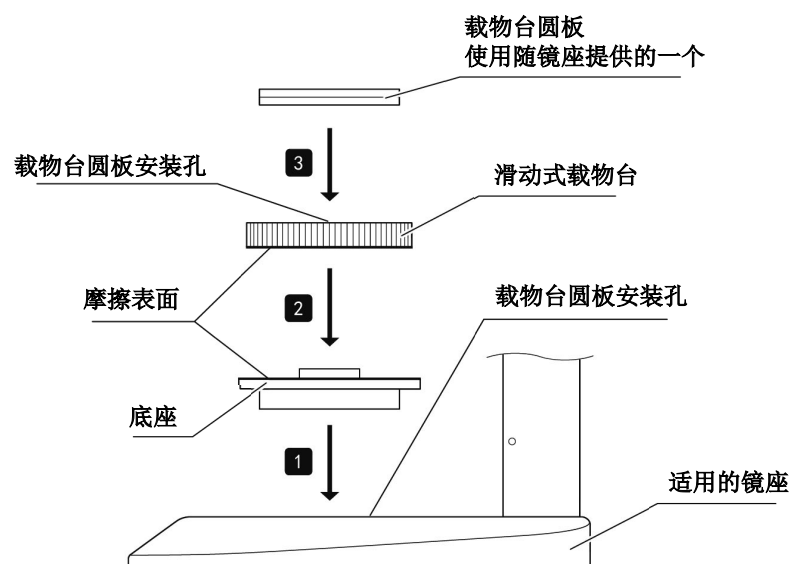 载物台圆板
使用随镜座提供的一个
3
载物台圆板安装孔
滑动式载物台
摩擦表面
2
载物台圆板安装孔
底座
1
适用的镜座